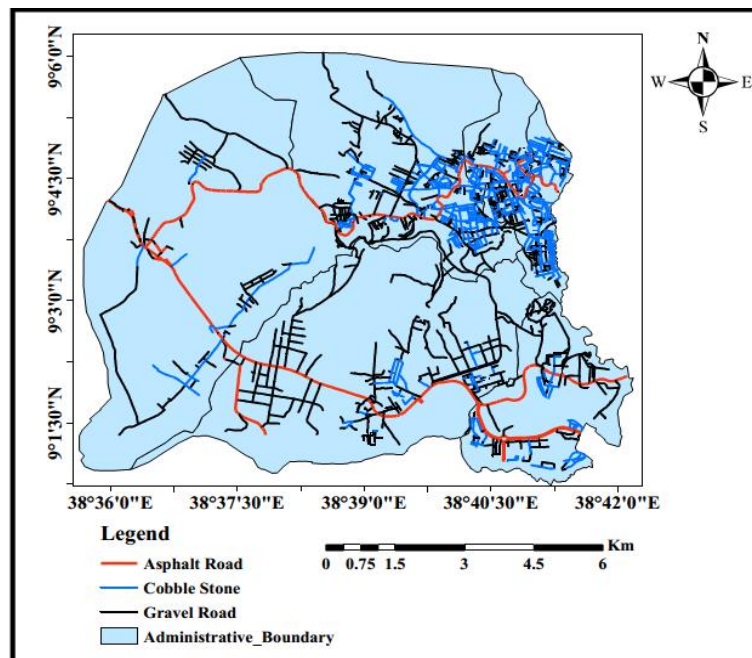 N
W E
S
9°6'0"N
9°4'30"N
9°3'0"N
9°1'30"N
38°36'0"E 38°37'30"E 38°39'0"E 38°40'30"E 38°42'0"E
Legend
Asphalt Road
Cobble Stone
Gravel Road
Administrative_Boundary
Km
0 0.75 1.5 3 4.5 6